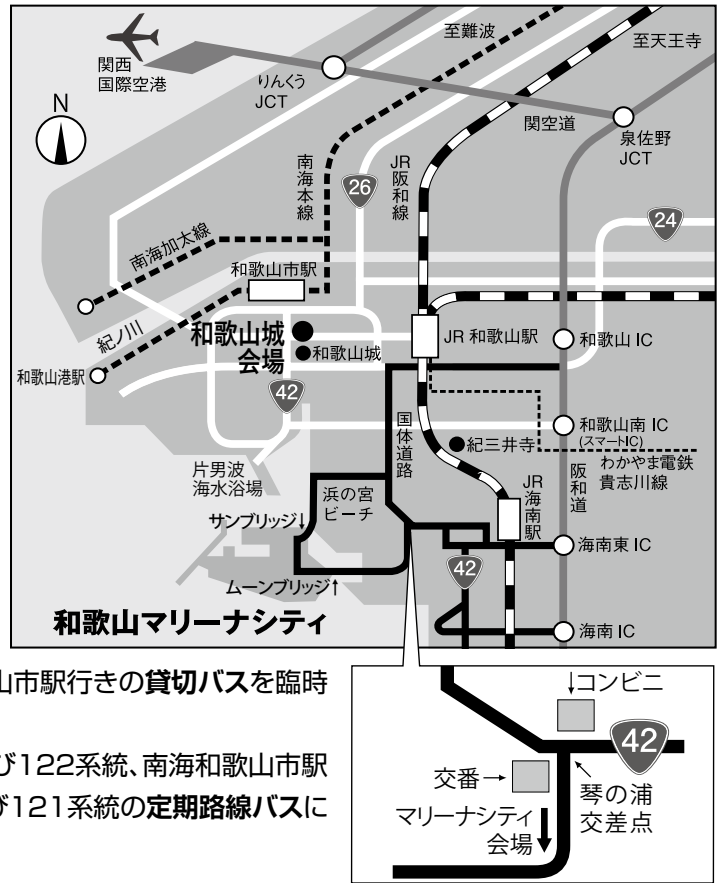 至難波
至天王寺
関西
国際空港
りんくう
JCT
N
関空道
泉佐野
JCT
南海本線
JR阪和線
26
24
南海加太線
和歌山市駅
紀ノ川
和歌山城
会場
和歌山城
JR 和歌山駅
和歌山 IC
和歌山港駅
42
国体道路
和歌山南 IC
(スマートIC)
紀三井寺
わかやま電鉄
貴志川線
片男波
海水浴場
浜の宮
ビーチ
JR海南駅
阪和道
サンブリッジ↓
海南東 IC
42
ムーンブリッジ↑
和歌山マリーナシティ
海南 IC
山市駅行きの貸切バスを臨時
び122系統、南海和歌山市駅
び121系統の定期路線バスに
↓コンビニ
42
交番→
琴の浦
交差点
マリーナシティ
会場